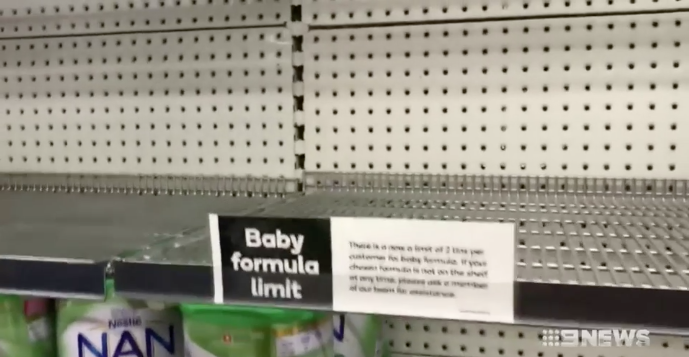 Baby
formula
limit
There is a now a limit of 2 tins per
customer for baby formula. If your
chosen formula is not on the shelf
at any time, please ask a member
of our team for assistance.
Nestle
NAN
9NEWS